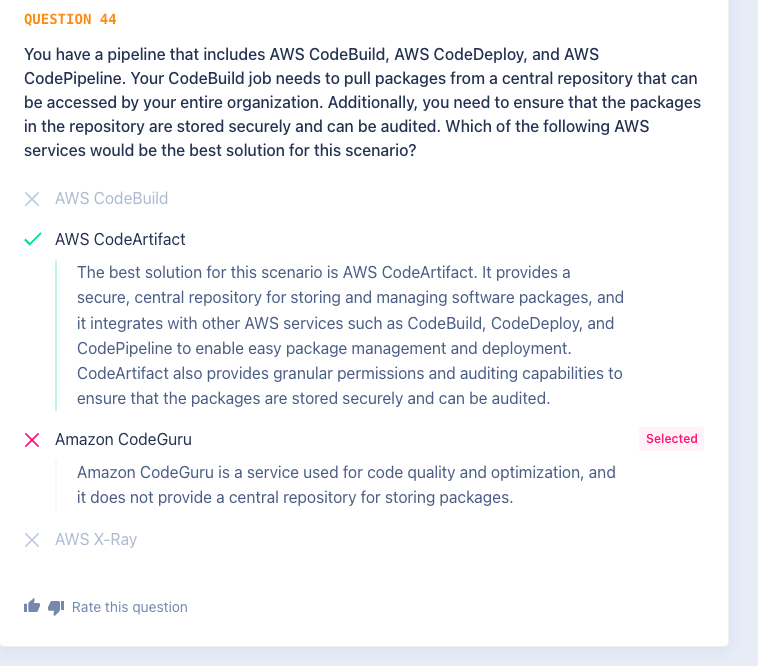 QUESTION 44
You have a pipeline that includes AWS CodeBuild, AWS CodeDeploy, and AWS
CodePipeline. Your CodeBuild job needs to pull packages from a central repository that can
be accessed by your entire organization. Additionally, you need to ensure that the packages
in the repository are stored securely and can be audited. Which of the following AWS
services would be the best solution for this scenario?
AWS CodeBuild
AWS CodeArtifact
The best solution for this scenario is AWS CodeArtifact. It provides a
secure, central repository for storing and managing software packages, and
it integrates with other AWS services such as CodeBuild, CodeDeploy, and
CodePipeline to enable easy package management and deployment.
CodeArtifact also provides granular permissions and auditing capabilities to
ensure that the packages are stored securely and can be audited.
Amazon CodeGuru
Selected
Amazon CodeGuru is a service used for code quality and optimization, and
it does not provide a central repository for storing packages.
AWS X-Ray
Rate this question